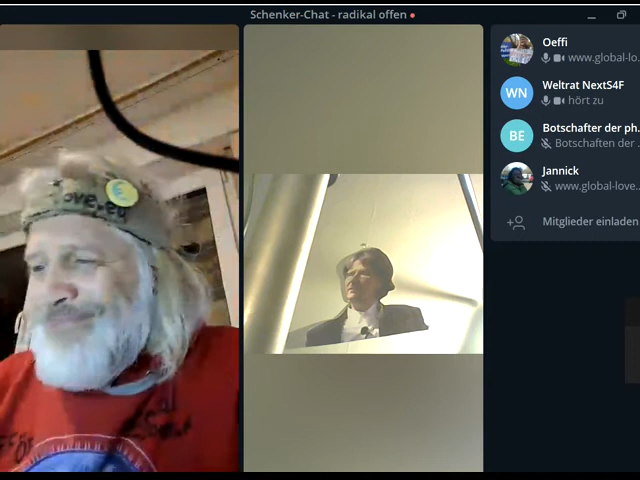 Schenker-Chat - radikal offen
Oeffi
www.global-lo...
WN
Weltrat NextS4F
hört zu
BE
Botschafter der ph...
Botschaften der ...
Jannick
www.global-love...
Mitglieder einladen
€
love.eu